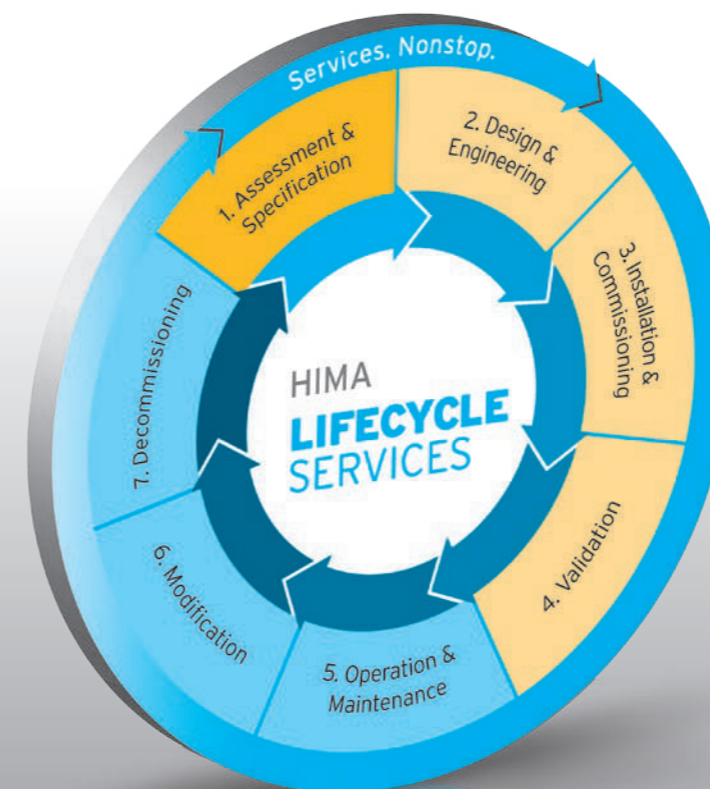 Services. Nonstop.
1. Assessment &
Specification
2. Design &
Engineering
3. Installation &
Commissioning
4. Validation
5. Operation &
Maintenance
6. Modification
7. Decommissioning
HIMA
LIFECYCLE
SERVICES